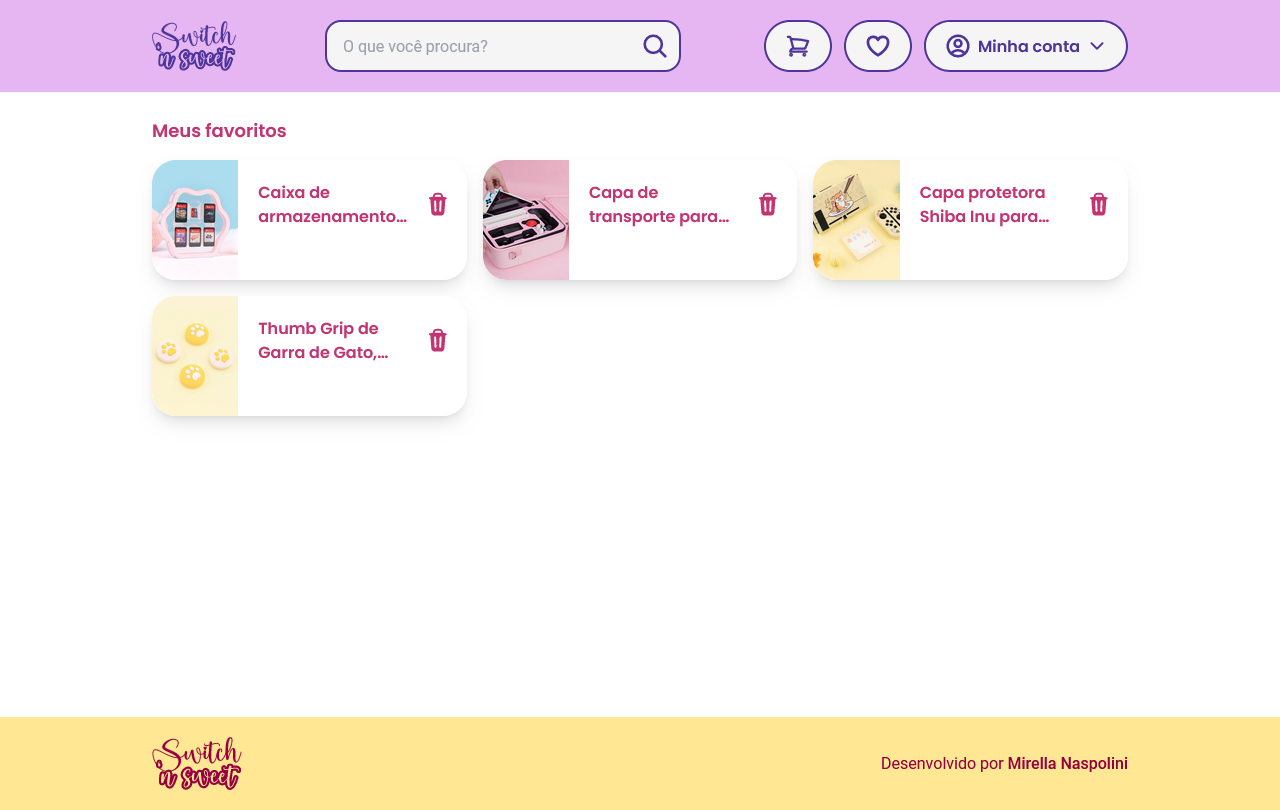 Switch
n sweet
O que você procura?
Minha conta
Meus favoritos
Caixa de
armazenamento...
Capa de
transporte para...
Capa protetora
Shiba Inu para...
Thumb Grip de
Garra de Gato,...
Switch
n sweet
Desenvolvido por Mirella Naspolini